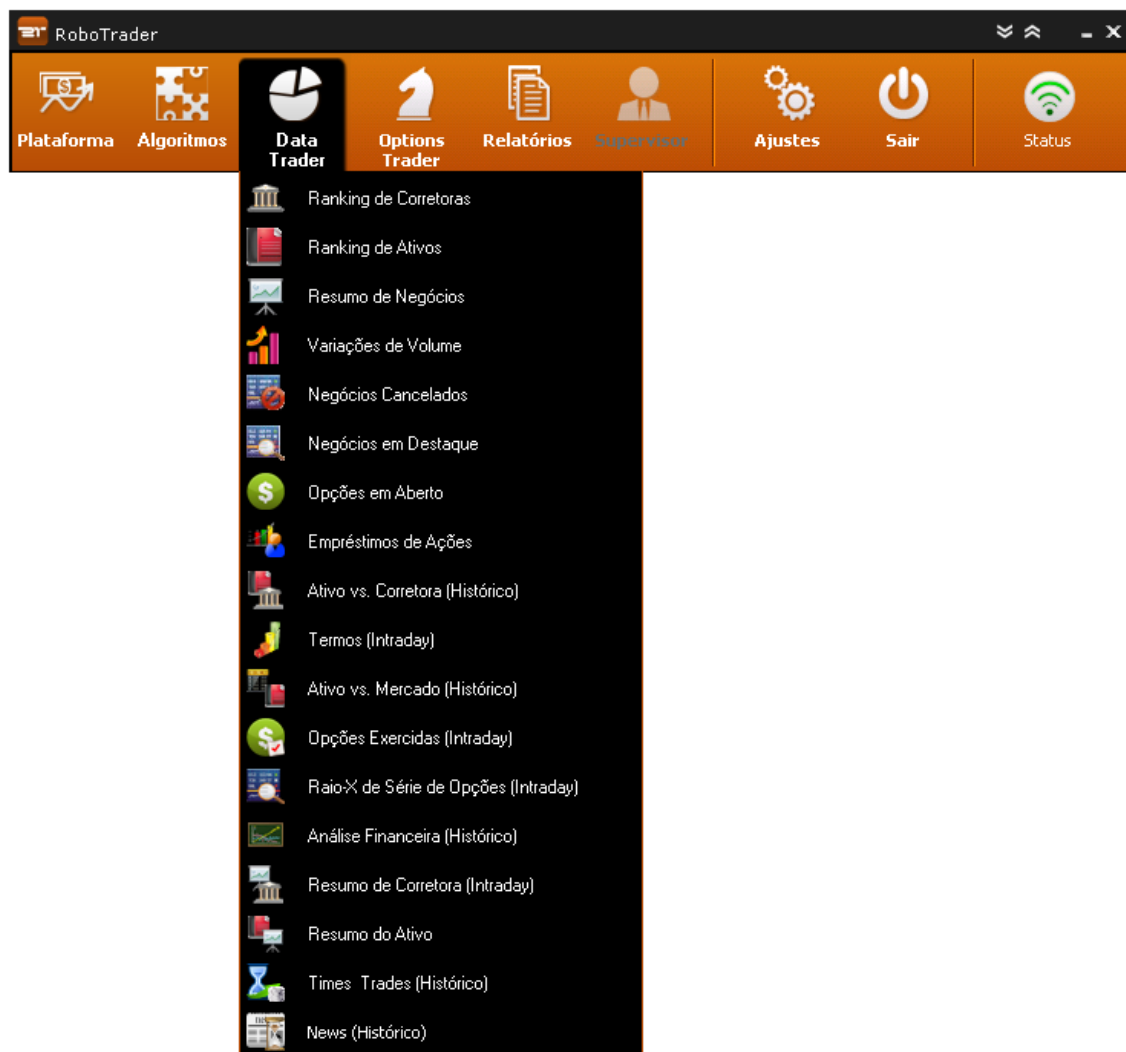 RoboTrader
Plataforma
Algoritmos
Data
Trader
Options
Trader
Relatórios
Supervisor
Ajustes
Sair
Status
Ranking de Corretoras
Ranking de Ativos
Resumo de Negócios
Variações de Volume
Negócios Cancelados
Negócios em Destaque
Opções em Aberto
Empréstimos de Ações
Ativo vs. Corretora (Histórico)
Termos (Intraday)
Ativo vs. Mercado (Histórico)
Opções Exercidas (Intraday)
Raio-X de Série de Opções (Intraday)
Análise Financeira (Histórico)
Resumo de Corretora (Intraday)
Resumo do Ativo
Times Trades (Histórico)
News (Histórico)